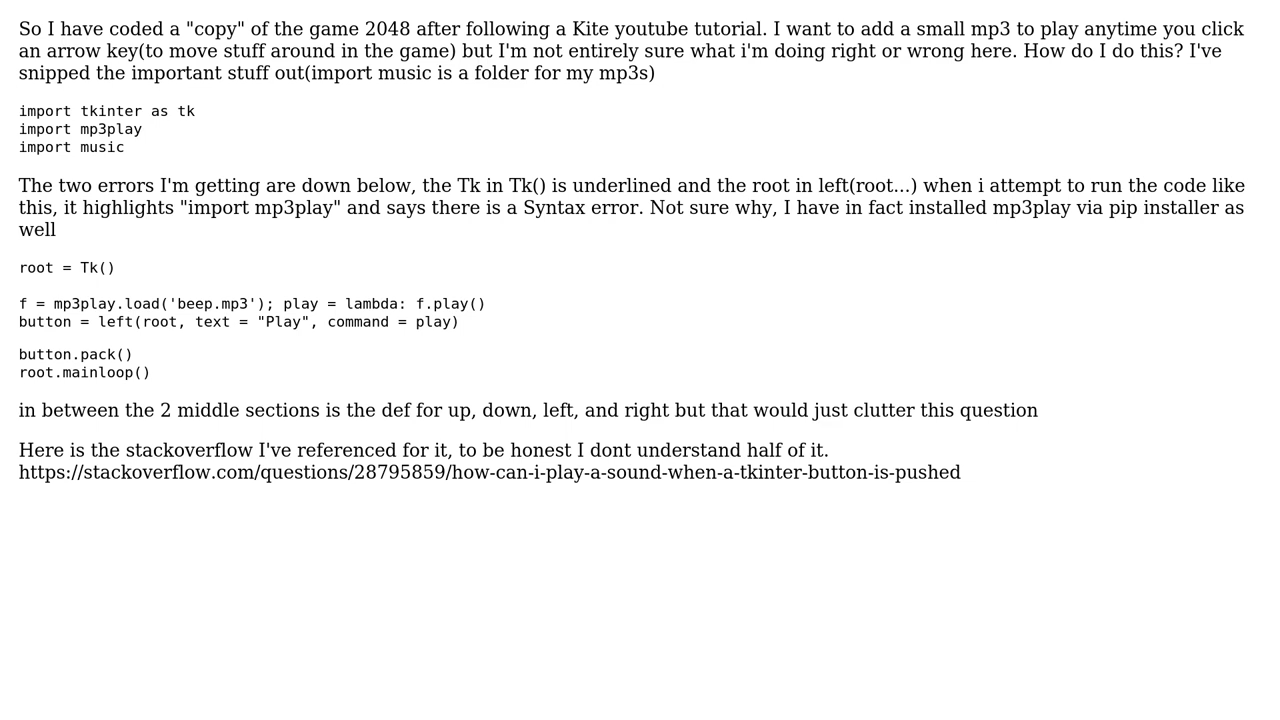 So I have coded a "copy" of the game 2048 after following a Kite youtube tutorial. I want to add a small mp3 to play anytime you click
an arrow key(to move stuff around in the game) but I'm not entirely sure what i'm doing right or wrong here. How do I do this? I've
snipped the important stuff out(import music is a folder for my mp3s)
import tkinter as tk
import mp3play
import music
The two errors I'm getting are down below, the Tk in Tk() is underlined and the root in left(root...) when i attempt to run the code like
this, it highlights "import mp3play" and says there is a Syntax error. Not sure why, I have in fact installed mp3play via pip installer as
well
root = Tk()
f = mp3play.load('beep.mp3'); play = lambda: f.play()
button = left(root, text = "Play", command = play)
button.pack()
root.mainloop()
in between the 2 middle sections is the def for up, down, left, and right but that would just clutter this question
Here is the stackoverflow I've referenced for it, to be honest I dont understand half of it.
https://stackoverflow.com/questions/28795859/how-can-i-play-a-sound-when-a-tkinter-button-is-pushed